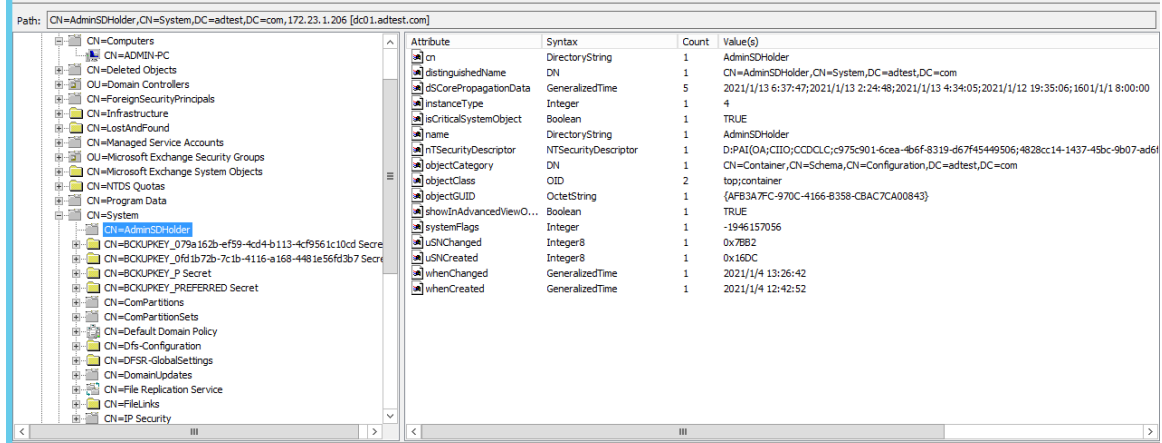 Path: CN=AdminSDHolder,CN=System,DC=adtest,DC=com,172.23.1.206 [dc01.adtest.com]
CN=Computers
CN=ADMIN-PC
CN=Deleted Objects
OU=Domain Controllers
CN=ForeignSecurityPrincipals
CN=Infrastructure
CN=LostAndFound
CN=Managed Service Accounts
OU=Microsoft Exchange Security Groups
CN=Microsoft Exchange System Objects
CN=NTDS Quotas
CN=Program Data
CN=System
CN=AdminSDHolder
CN=BCKUPKEY_079a162b-ef59-4cd4-b113-4cf9561c10cd Secre
CN=BCKUPKEY_0fd1b72b-7c1b-4116-a168-4481e56fd3b7 Secre
CN=BCKUPKEY_P Secret
CN=BCKUPKEY_PREFERRED Secret
CN=ComPartitions
CN=ComPartitionSets
CN=Default Domain Policy
CN=Dfs-Configuration
CN=DFSR-GlobalSettings
CN=DomainUpdates
CN=File Replication Service
CN=FileLinks
CN=IP Security
Attribute Syntax Count Value(s)
cn DirectoryString 1 AdminSDHolder
distinguishedName DN 1 CN=AdminSDHolder,CN=System,DC=adtest,DC=com
dSCorePropagationData GeneralizedTime 5 2021/1/13 6:37:47;2021/1/13 2:24:48;2021/1/13 4:34:05;2021/1/12 19:35:06;1601/1/1 8:00:00
instanceType Integer 1 4
isCriticalSystemObject Boolean 1 TRUE
name DirectoryString 1 AdminSDHolder
nTSecurityDescriptor NTSecurityDescriptor 1 D:PAI(OA;CIIO;CCDCLC;c975c901-6cea-4b6f-8319-d67f45449506;4828cc14-1437-45bc-9b07-ad6f
objectCategory DN 1 CN=Container,CN=Schema,CN=Configuration,DC=adtest,DC=com
objectClass OID 2 top;container
objectGUID OctetString 1 {AFB3A7FC-970C-4166-B358-CBAC7CA00843}
showInAdvancedViewO... Boolean 1 TRUE
systemFlags Integer 1 -1946157056
uSNChanged Integer8 1 0x7BB2
uSNCreated Integer8 1 0x16DC
whenChanged GeneralizedTime 1 2021/1/4 13:26:42
whenCreated GeneralizedTime 1 2021/1/4 12:42:52